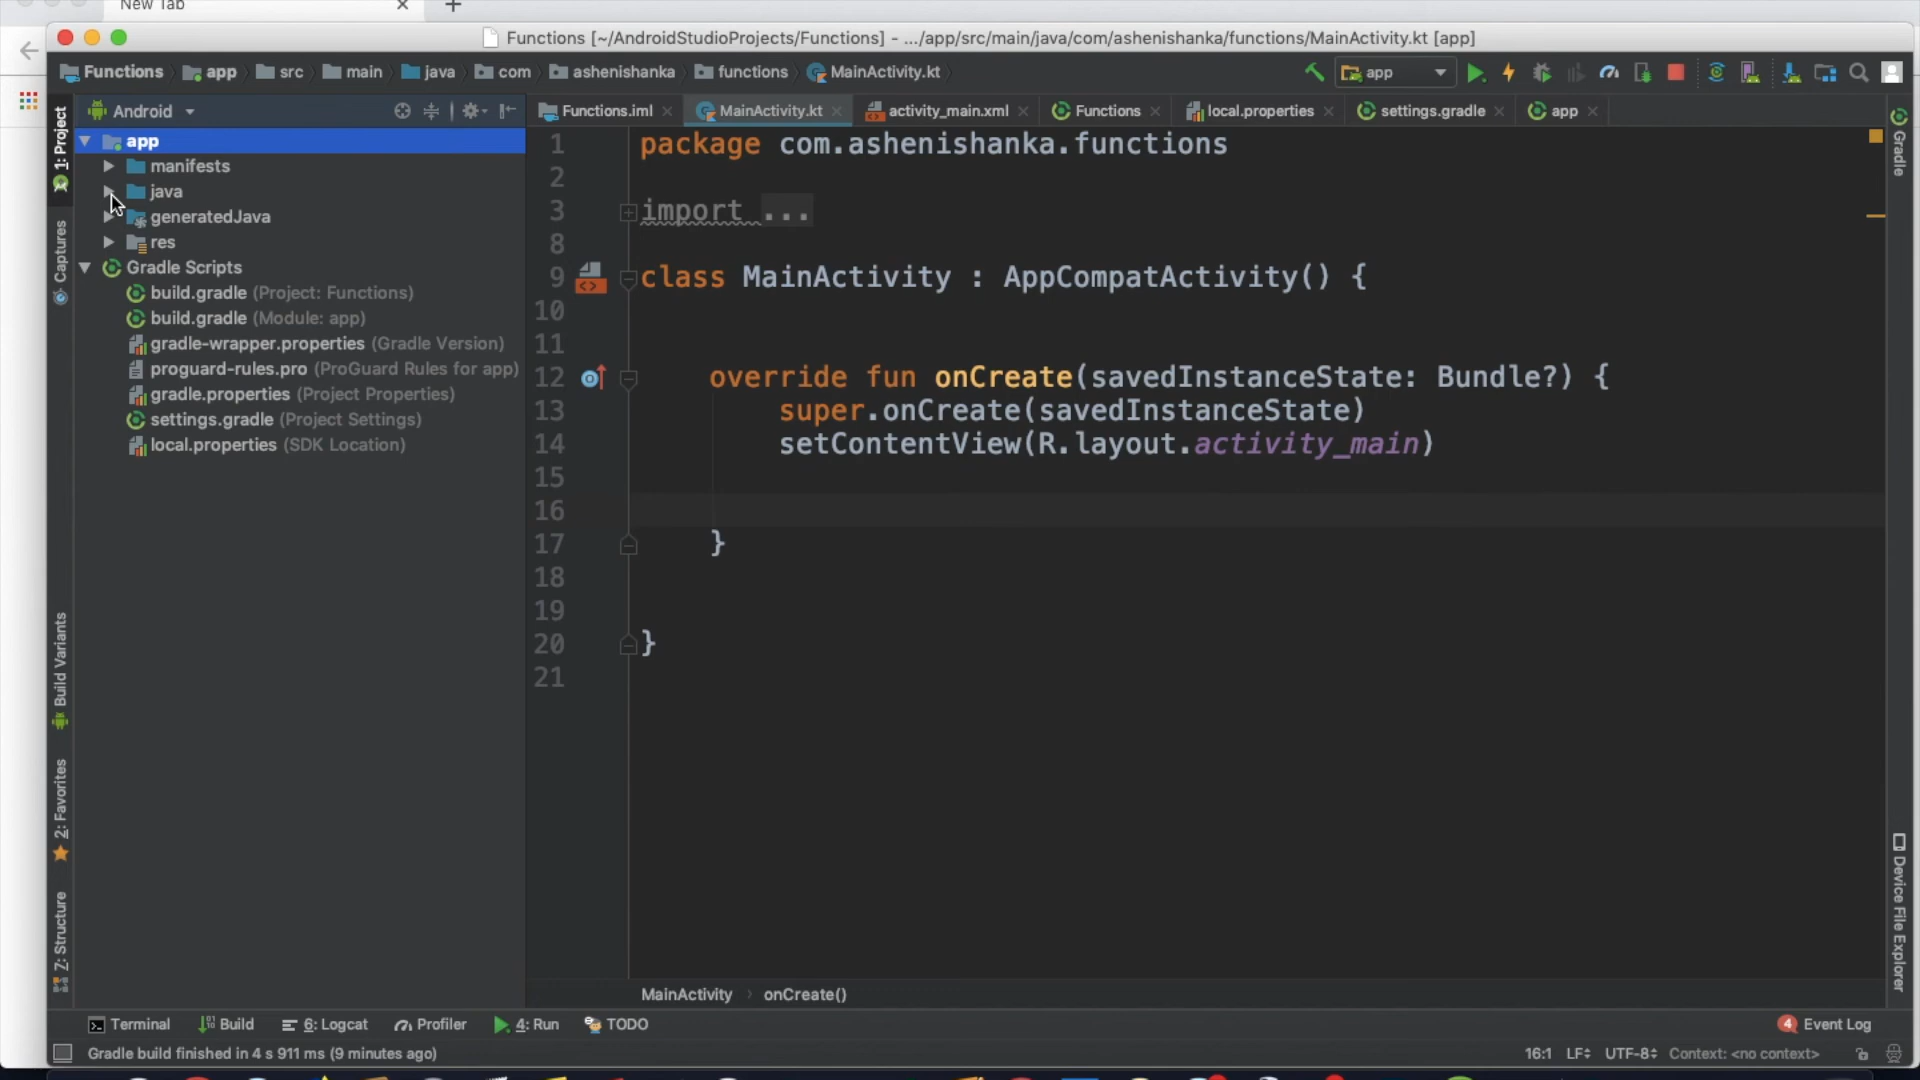 New Tab
Functions [~/AndroidStudioProjects/Functions] - .../app/src/main/java/com/ashenishanka/functions/MainActivity.kt [app]
Functions app src main java com ashenishanka functions MainActivity.kt
app
Android
Functions.iml MainActivity.kt activity_main.xml Functions local.properties settings.gradle app
1: Project
Captures
Build Variants
2: Favorites
7: Structure
app
manifests
java
generatedJava
res
Gradle Scripts
build.gradle (Project: Functions)
build.gradle (Module: app)
gradle-wrapper.properties (Gradle Version)
proguard-rules.pro (ProGuard Rules for app)
gradle.properties (Project Properties)
settings.gradle (Project Settings)
local.properties (SDK Location)
1 package com.ashenishanka.functions
2
3 import ...
8
9 class MainActivity : AppCompatActivity() {
10
11
12 override fun onCreate(savedInstanceState: Bundle?) {
13 super.onCreate(savedInstanceState)
14 setContentView(R.layout.activity_main)
15
16
17 }
18
19
20 }
21
Gradle
Device File Explorer
MainActivity onCreate()
Terminal Build 6: Logcat Profiler 4: Run TODO
4 Event Log
Gradle build finished in 4 s 911 ms (9 minutes ago)
16:1 LF UTF-8 Context: <no context>